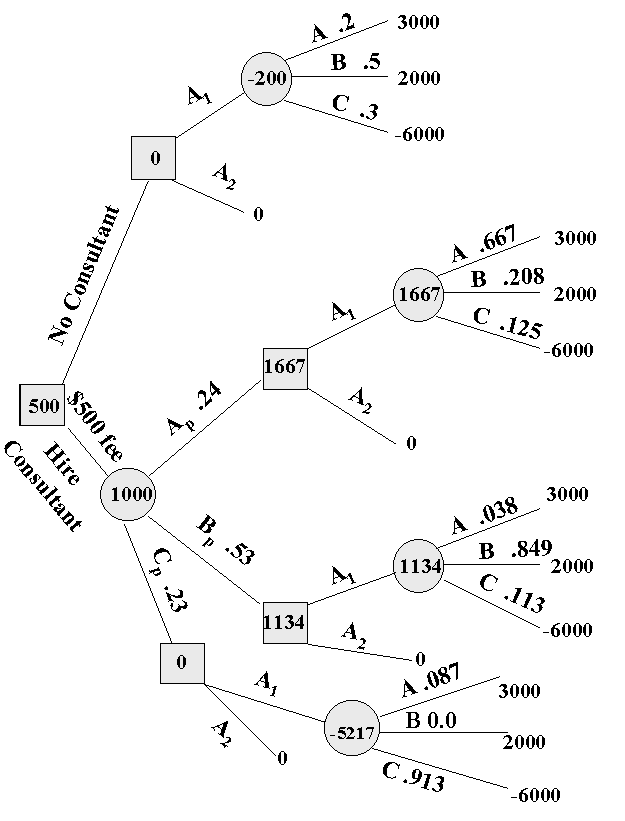 A .2 3000
B .5 2000
C .3 -6000
-200
A1
0
A2
0
No Consultant
A .667 3000
B .208 2000
C .125 -6000
1667
A1
1667
A2
0
Ap .24
500
$500 fee
Hire
Consultant
1000
Bp .53
A .038 3000
B .849 2000
C .113 -6000
1134
A1
1134
A2
0
Cp .23
0
A1
A .087 3000
B 0.0 2000
C .913 -6000
-5217
A2
0